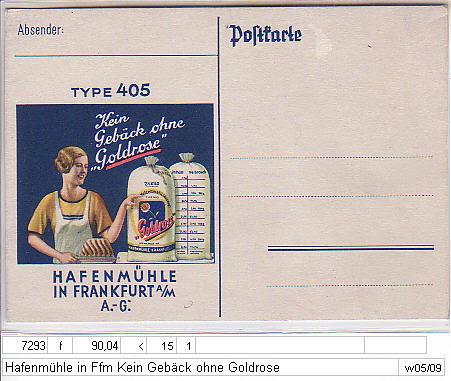 Absender:
Postkarte
TYPE 405
Kein
Gebäck ohne
„Goldrose"
Goldrose
HAFENMÜHLE
IN FRANKFURT A/M
A.-G.
7293 f 90,04 < 15 1
Hafenmühle in Ffm Kein Gebäck ohne Goldrose w05/09